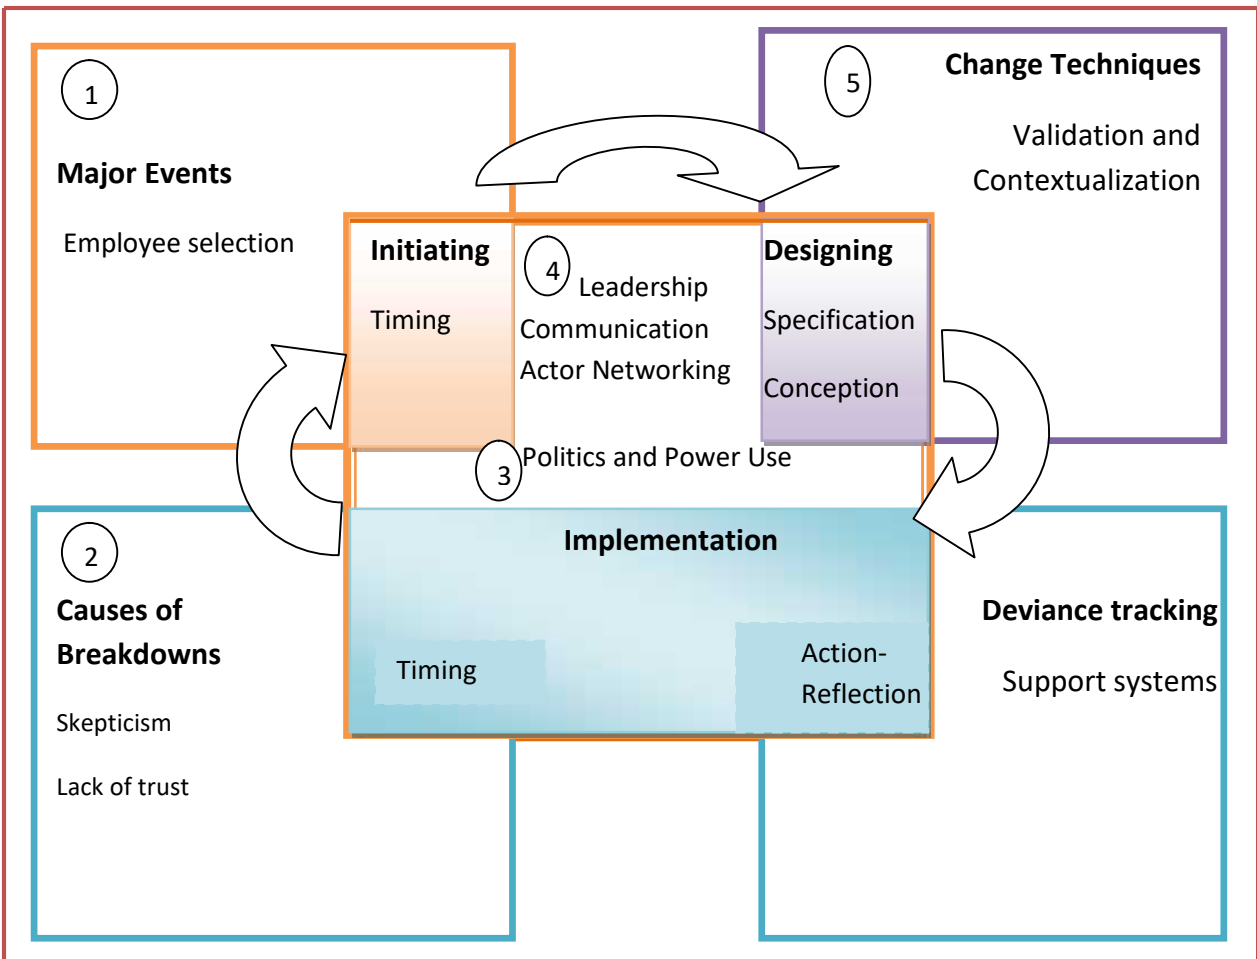 1
Major Events
Employee selection
5
Change Techniques
Validation and
Contextualization
Initiating
Timing
4
Leadership
Communication
Actor Networking
Designing
Specification
Conception
3
Politics and Power Use
Implementation
Timing
Action-
Reflection
2
Causes of
Breakdowns
Skepticism
Lack of trust
Deviance tracking
Support systems